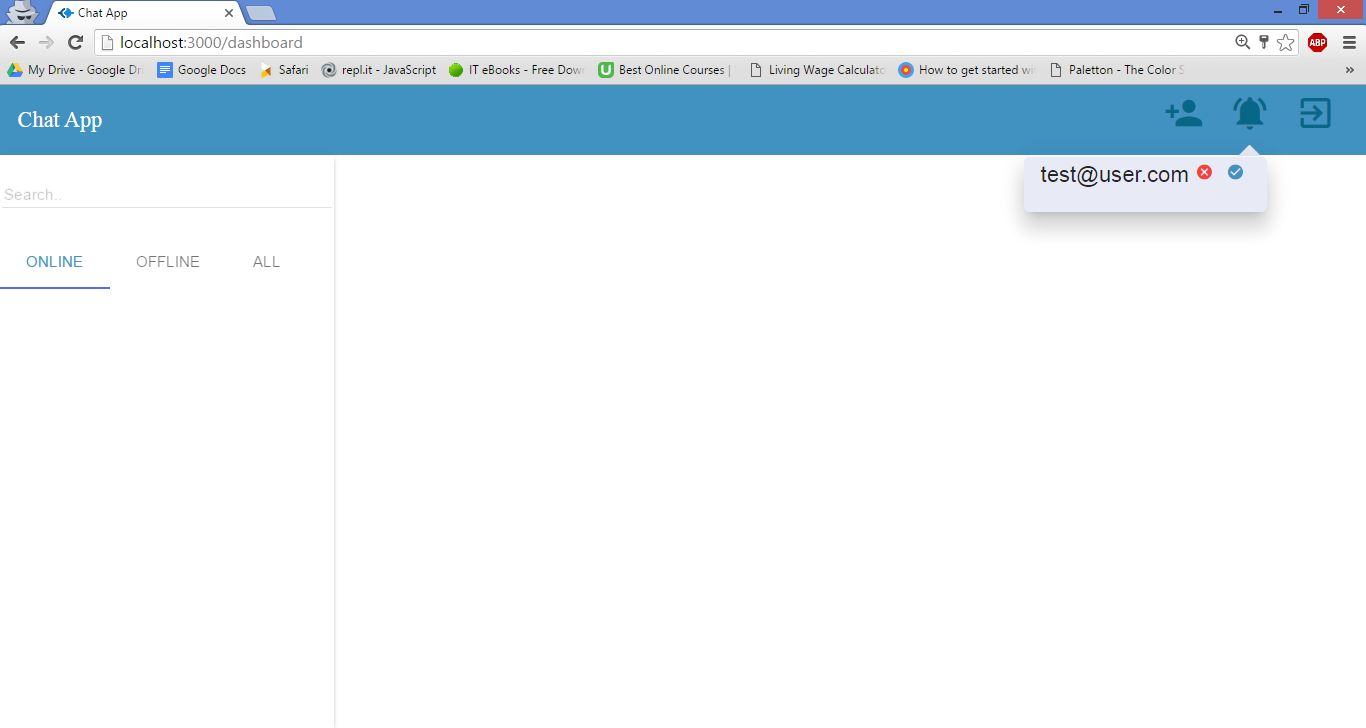 Chat App
localhost:3000/dashboard
ABP
My Drive - Google Dri Google Docs Safari repl.it - JavaScript IT eBooks - Free Down Best Online Courses | Living Wage Calculato How to get started wi Paletton - The Color S »
Chat App
test@user.com
Search..
ONLINE OFFLINE ALL